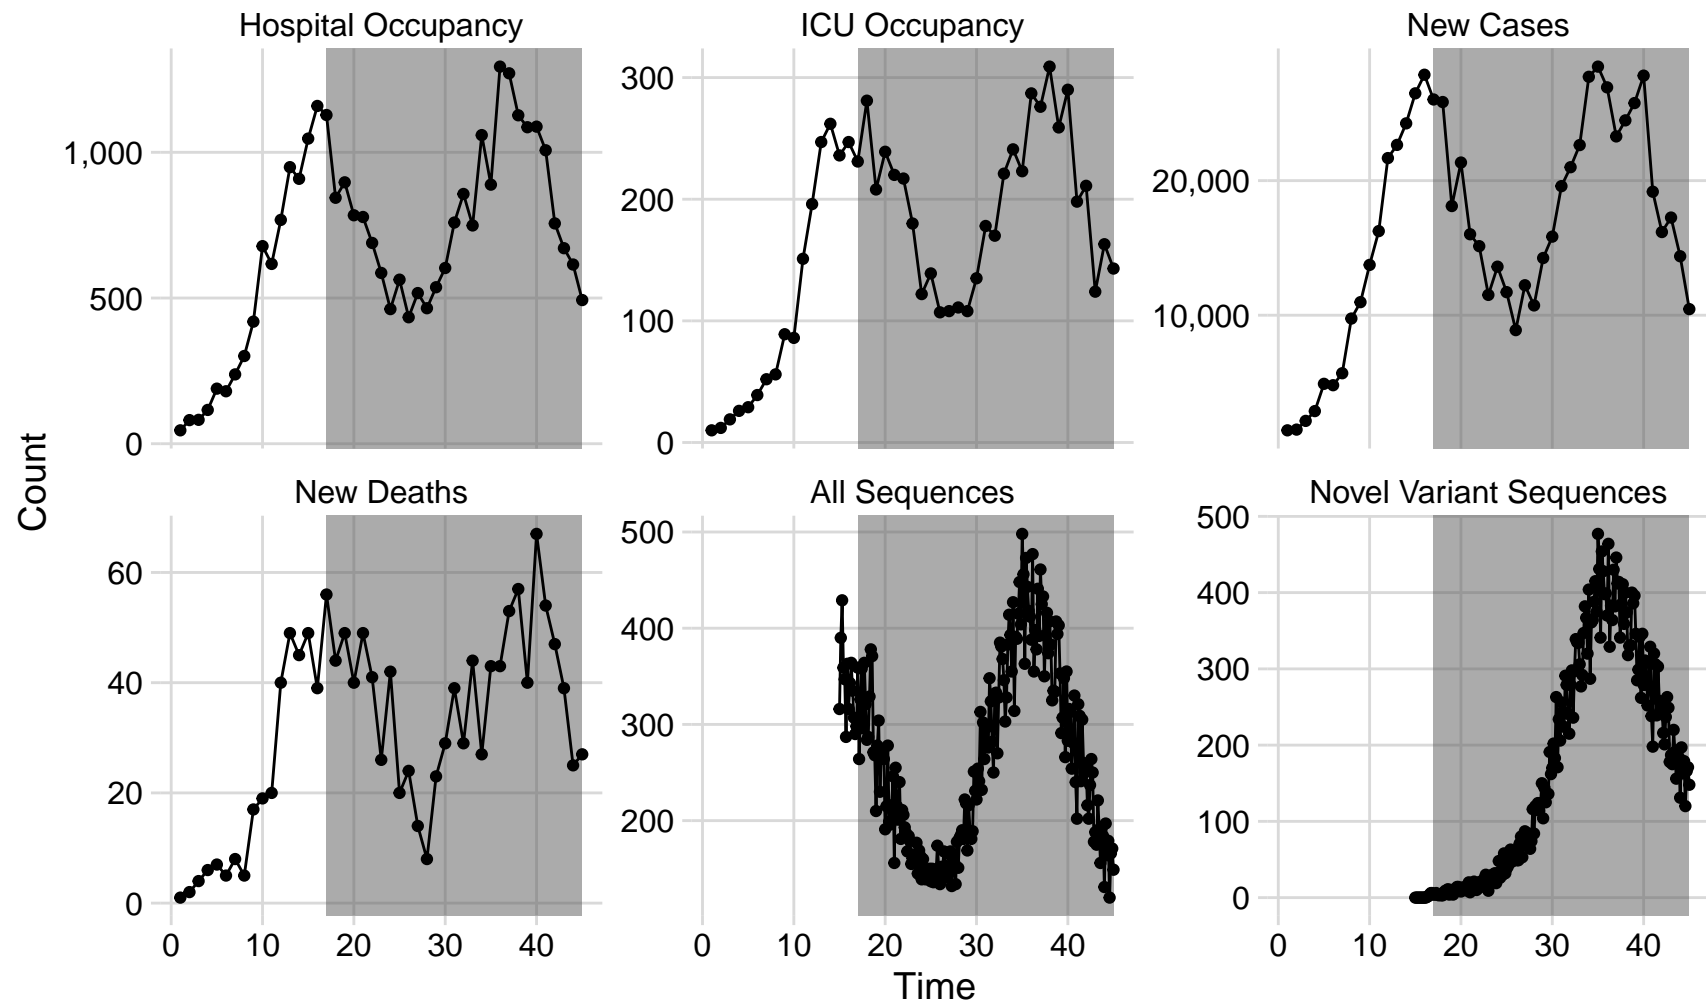 Hospital Occupancy
ICU Occupancy
New Cases
1,000
500
0
300
200
100
0
20,000
10,000
Count
New Deaths
All Sequences
Novel Variant Sequences
60
40
20
0
500
400
300
200
500
400
300
200
100
0
0 10 20 30 40
0 10 20 30 40
0 10 20 30 40
Time